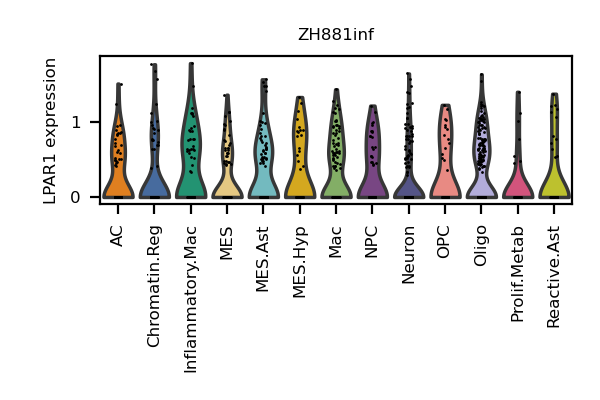 ZH881inf
LPAR1 expression
1
0
AC
Chromatin.Reg
Inflammatory.Mac
MES
MES.Ast
MES.Hyp
Mac
NPC
Neuron
OPC
Oligo
Prolif.Metab
Reactive.Ast